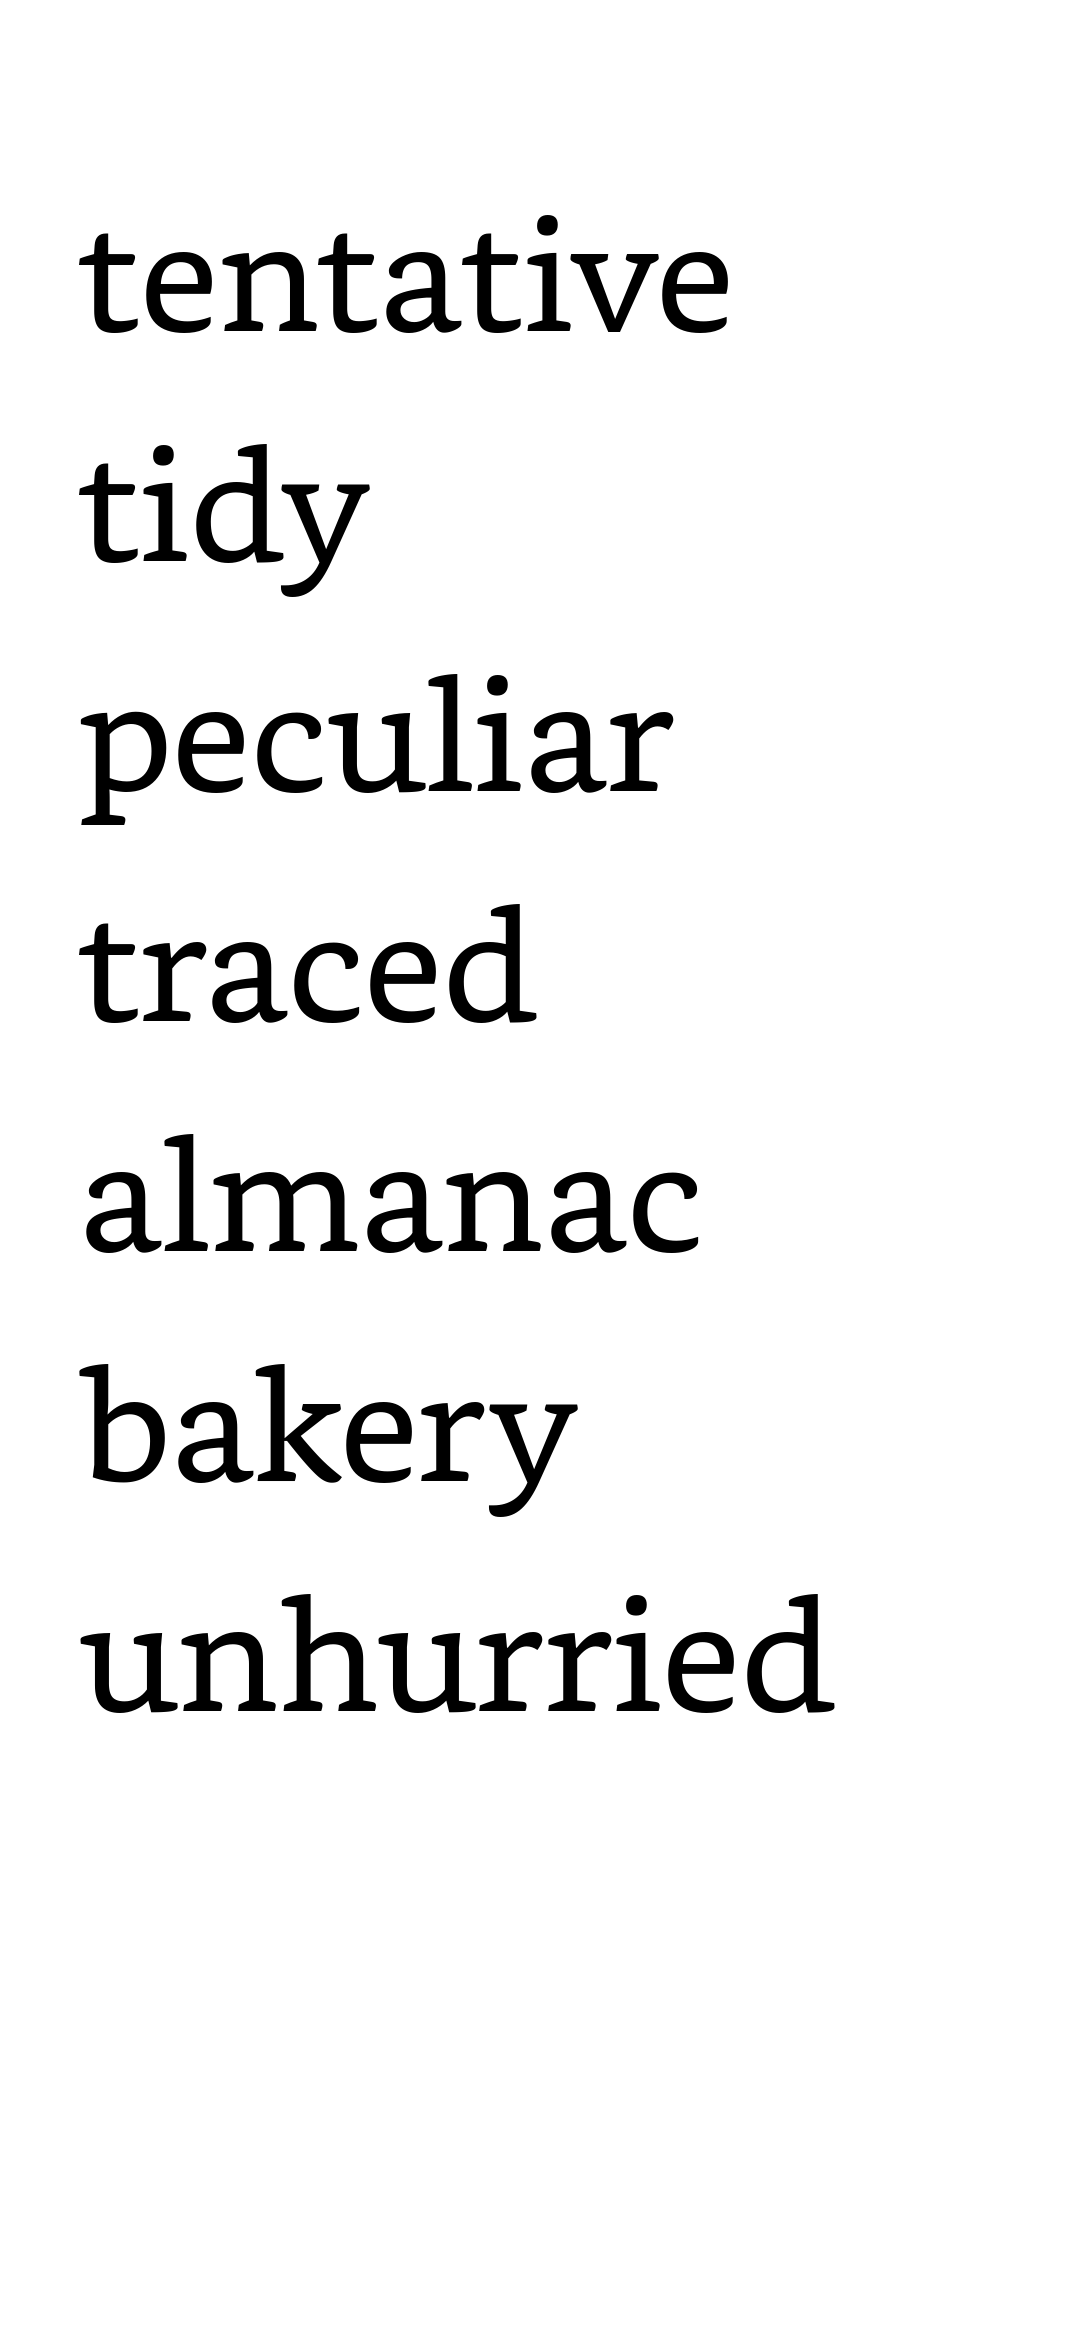 tentative
tidy
peculiar
traced
almanac
bakery
unhurried